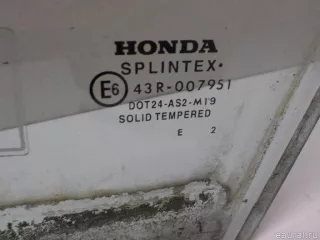 HONDA
SPLINTEX•
E6 43R-007951
DOT24-AS2-M19
SOLID TEMPERED
E 2